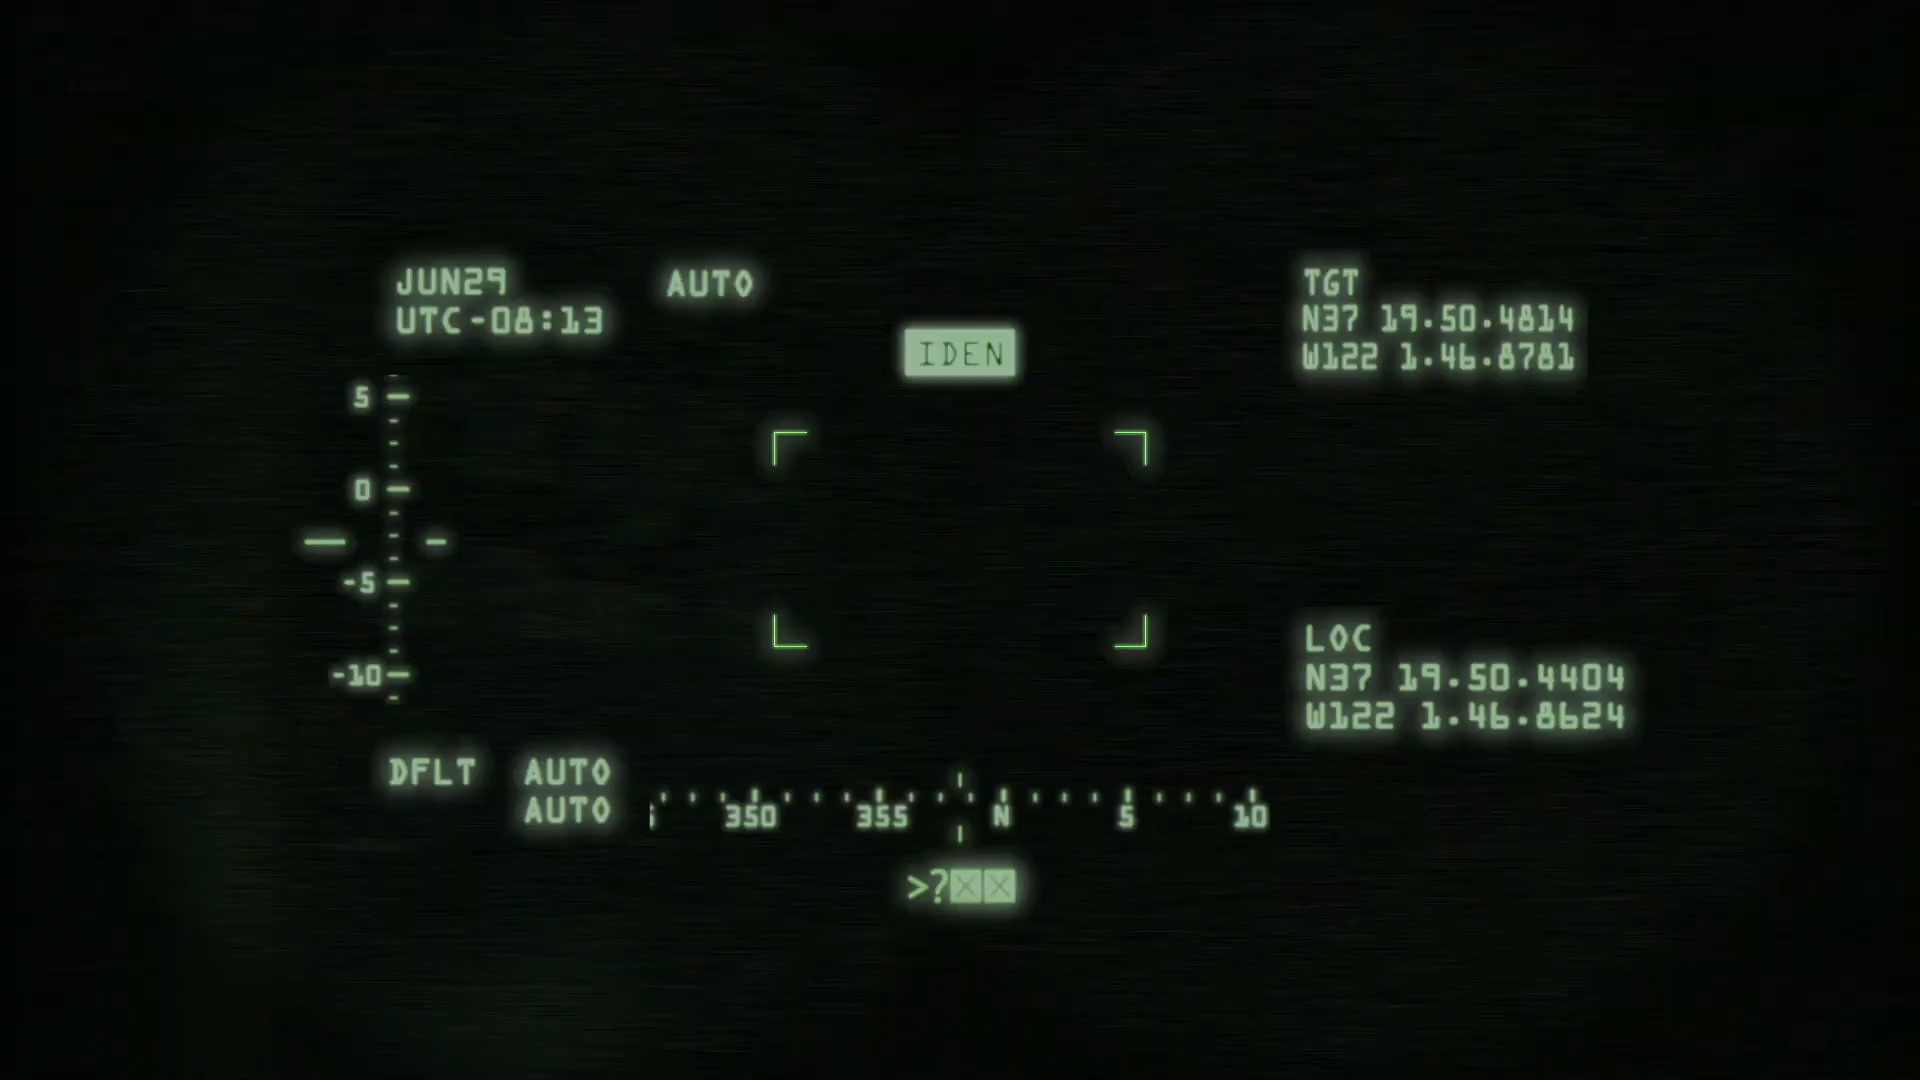 JUN29
UTC-08:13
AUTO
IDEN
TGT
N37 19.50.4814
W122 1.46.8781
5
0
-5
-10
LOC
N37 19.50.4404
W122 1.46.8624
DFLT
AUTO
AUTO
350 355 N 5 10
>?